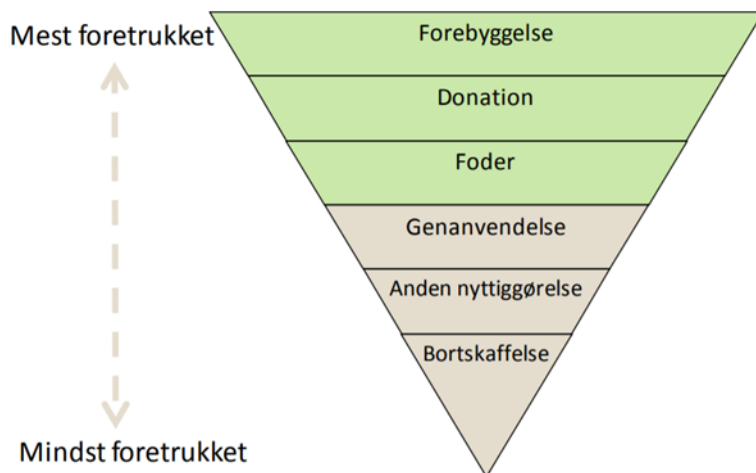 Mest foretrukket
Forebyggelse
Donation
Foder
Genanvendelse
Anden nyttiggørelse
Bortskaffelse
Mindst foretrukket